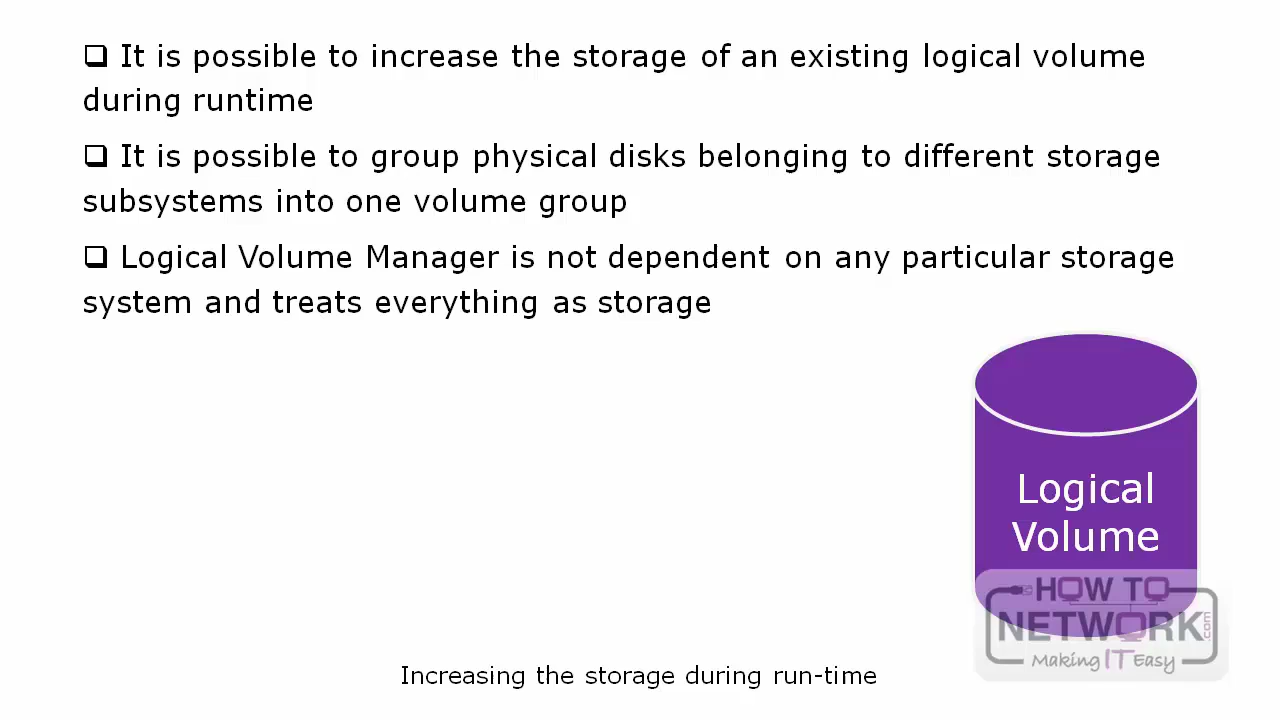 ❑ It is possible to increase the storage of an existing logical volume
during runtime
❑ It is possible to group physical disks belonging to different storage
subsystems into one volume group
❑ Logical Volume Manager is not dependent on any particular storage
system and treats everything as storage
Logical
Volume
HOW TO
NETWORK.com
Making IT Easy
Increasing the storage during run-time